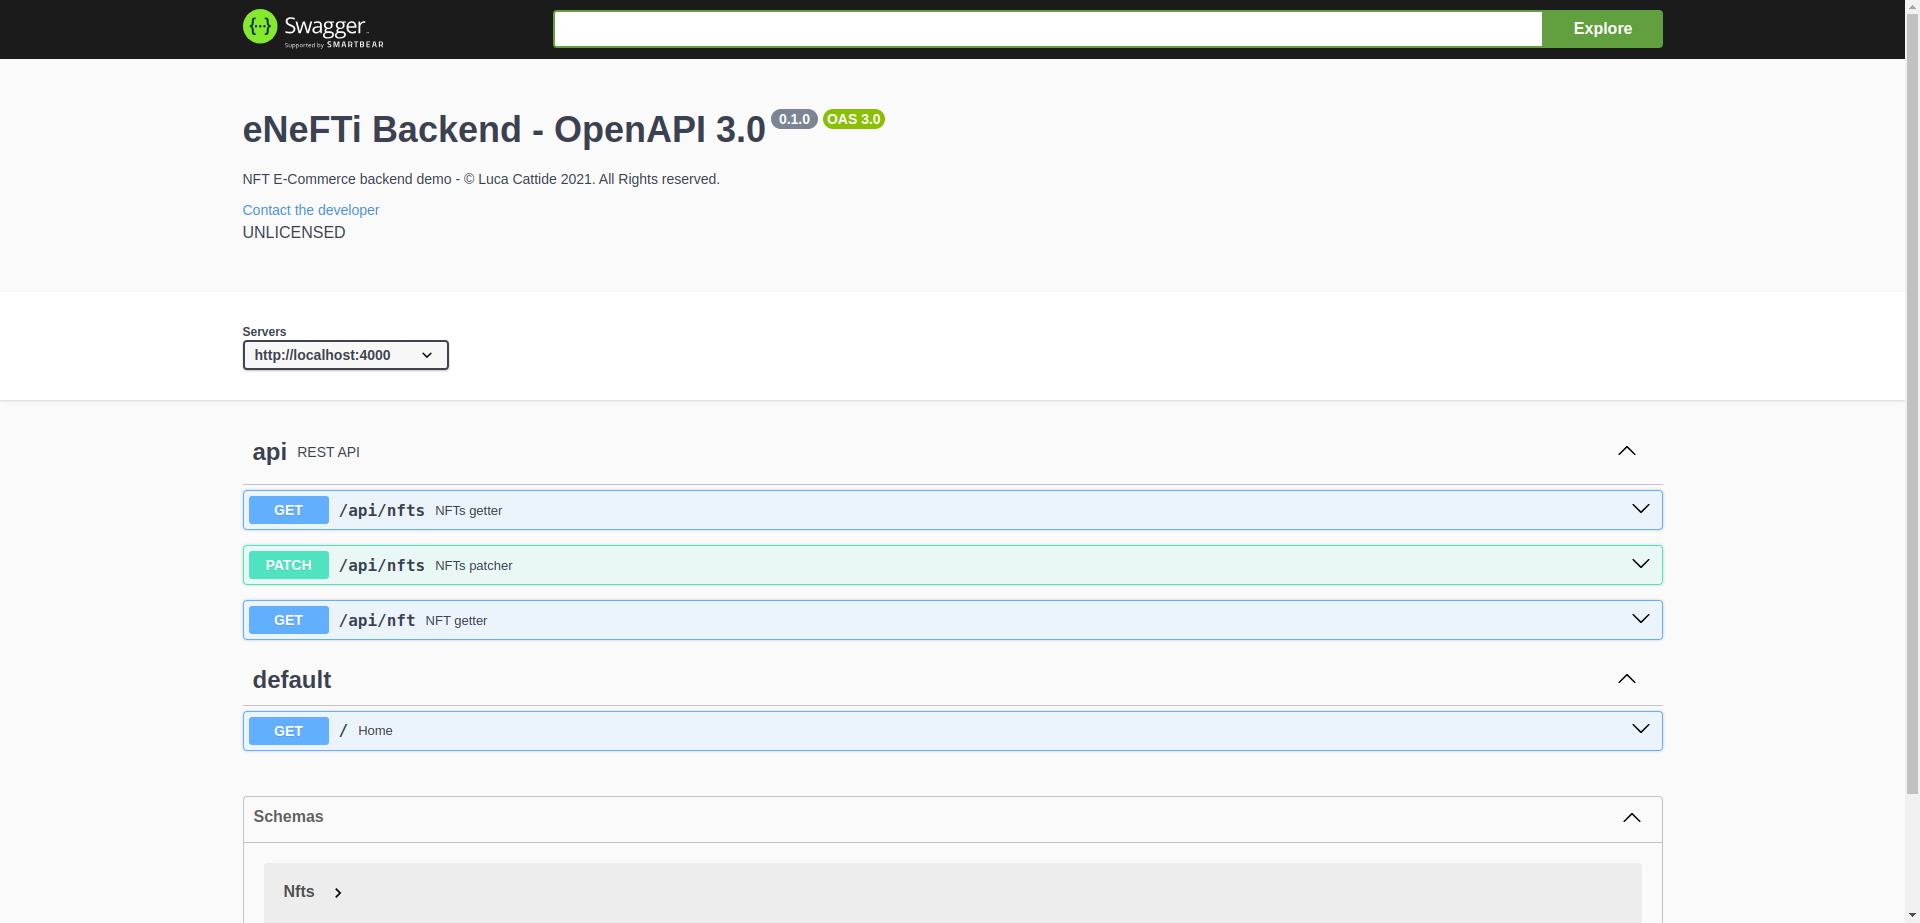 Swagger
Supported by SMARTBEAR
Explore
eNeFTi Backend - OpenAPI 3.0 0.1.0 OAS 3.0
NFT E-Commerce backend demo - © Luca Cattide 2021. All Rights reserved.
Contact the developer
UNLICENSED
Servers
http://localhost:4000
api REST API
GET /api/nfts NFTs getter
PATCH /api/nfts NFTs patcher
GET /api/nft NFT getter
default
GET / Home
Schemas
Nfts